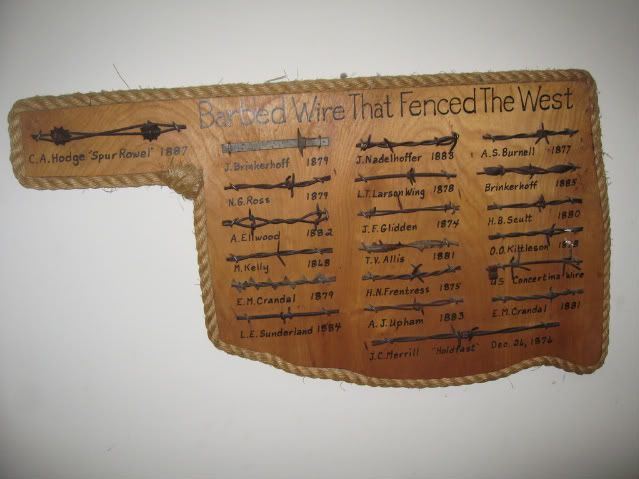 Barbed Wire That Fenced The West
C.A. Hodge "Spur Rowel" 1887
J. Brinkerhoff 1879
N.G. Ross 1879
A. Ellwood 1882
M. Kelly 1868
E.M. Crandal 1879
L.E. Sunderland 1884
J. Nadelhoffer 1883
L.T. Larson Wing 1878
J.F. Glidden 1874
T.V. Allis 1881
H.N. Frentress 1875
A.J. Upham 1883
J.C. Merrill "Holdfast" Dec. 26, 1876
A.S. Burnell 1877
Brinkerhoff 1885
H.B. Scutt 1880
O.O. Kittleson
US Concertina Wire
E.M. Crandal 1881